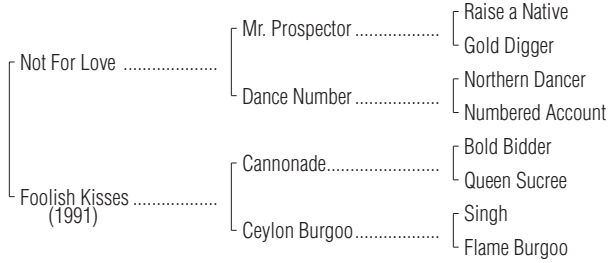 Raise a Native
Mr. Prospector ..................
Gold Digger
Not For Love ....................
Northern Dancer
Dance Number ..................
Numbered Account
Bold Bidder
Cannonade........................
Queen Sucree
Foolish Kisses ..................
(1991)
Singh
Ceylon Burgoo ..................
Flame Burgoo